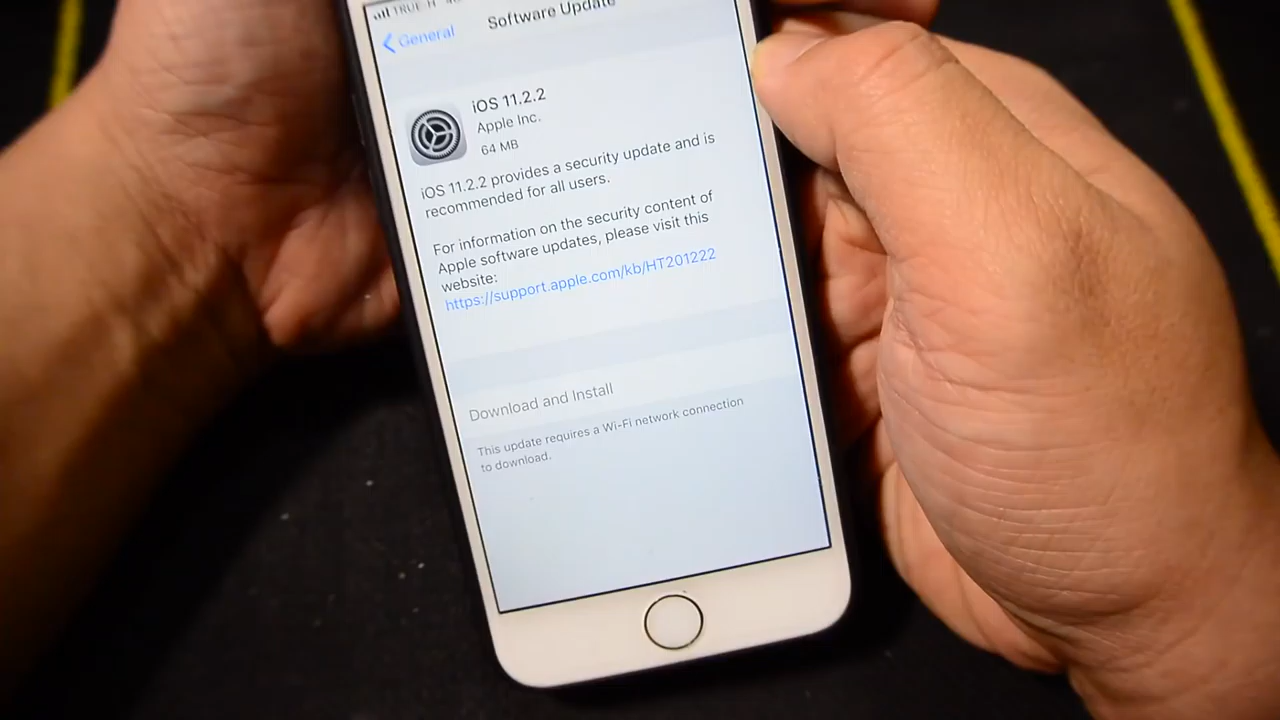 TRUE-H
Software Update
General
iOS 11.2.2
Apple Inc.
64 MB
iOS 11.2.2 provides a security update and is
recommended for all users.
For information on the security content of
Apple software updates, please visit this
website:
https://support.apple.com/kb/HT201222
Download and Install
This update requires a Wi-Fi network connection
to download.